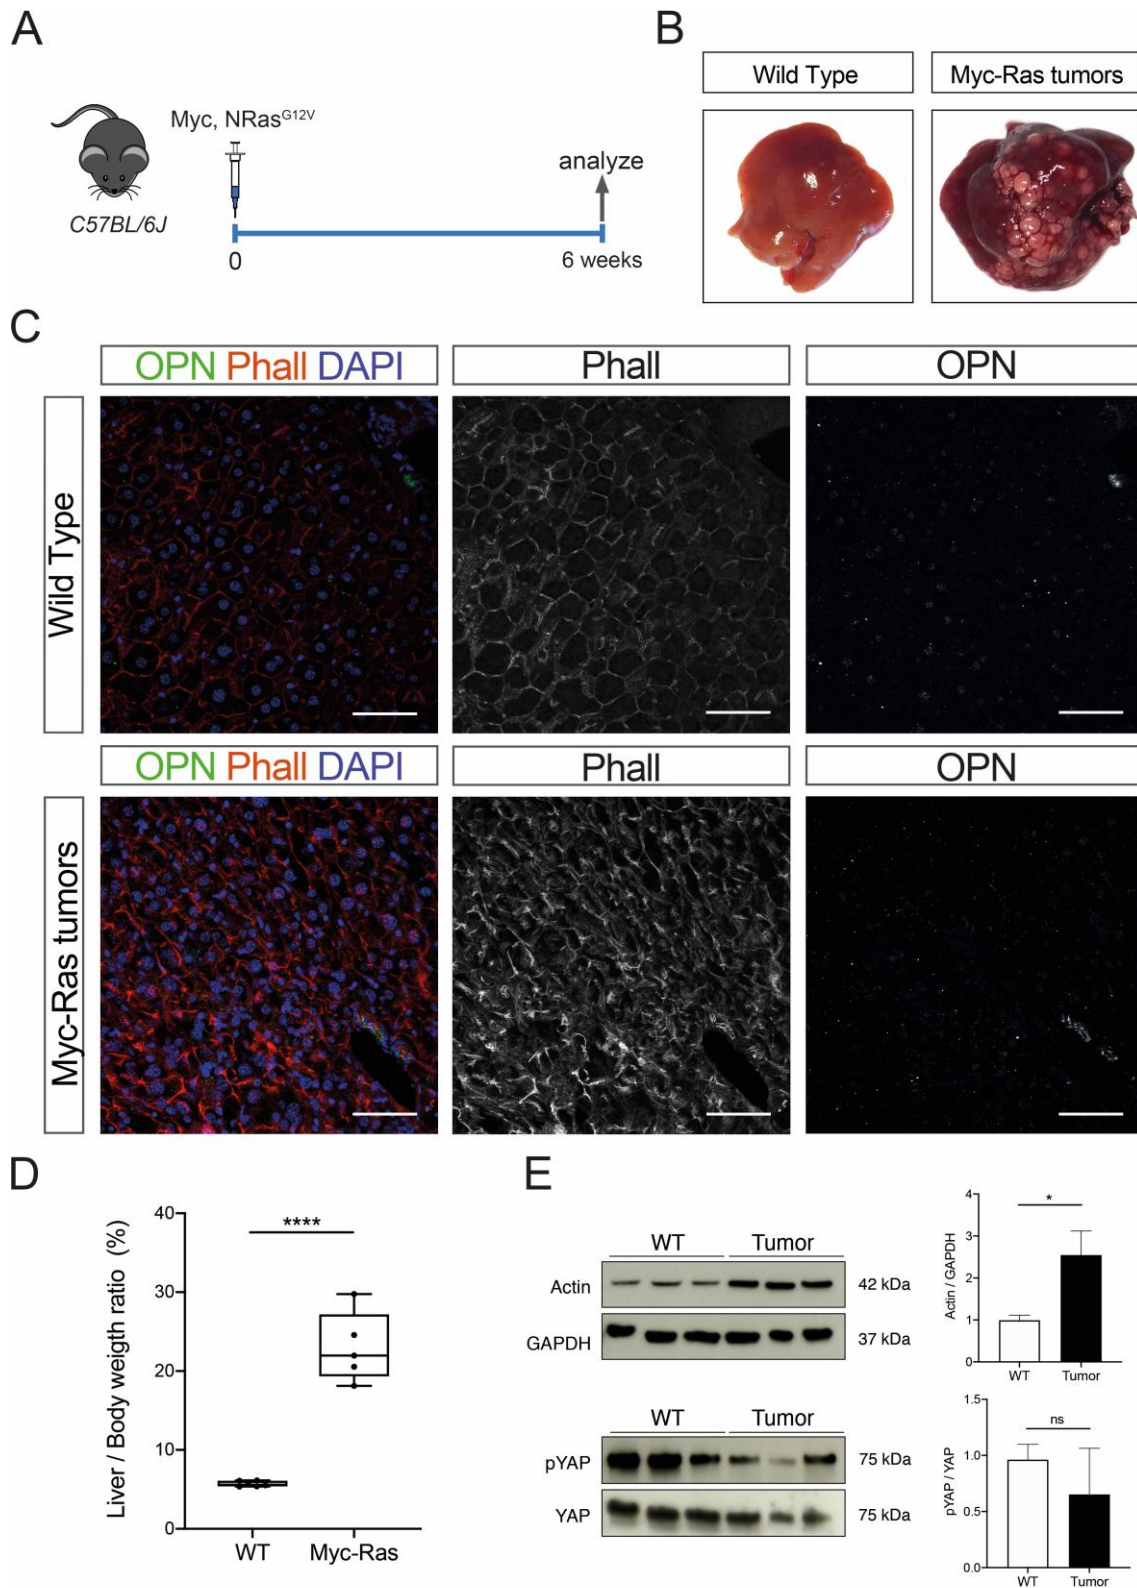 A
Myc, NRasG12V
C57BL/6J
analyze
0
6 weeks
B
Wild Type
Myc-Ras tumors
C
OPN Phall DAPI
Phall
OPN
Wild Type
OPN Phall DAPI
Phall
OPN
Myc-Ras tumors
D
Liver / Body weigth ratio (%)
40
30
20
10
0
****
WT
Myc-Ras
E
WT
Tumor
Actin
42 kDa
GAPDH
37 kDa
Actin / GAPDH
4
3
2
1
0
*
WT
Tumor
WT
Tumor
pYAP
75 kDa
YAP
75 kDa
pYAP / YAP
1.5
1.0
0.5
0.0
ns
WT
Tumor